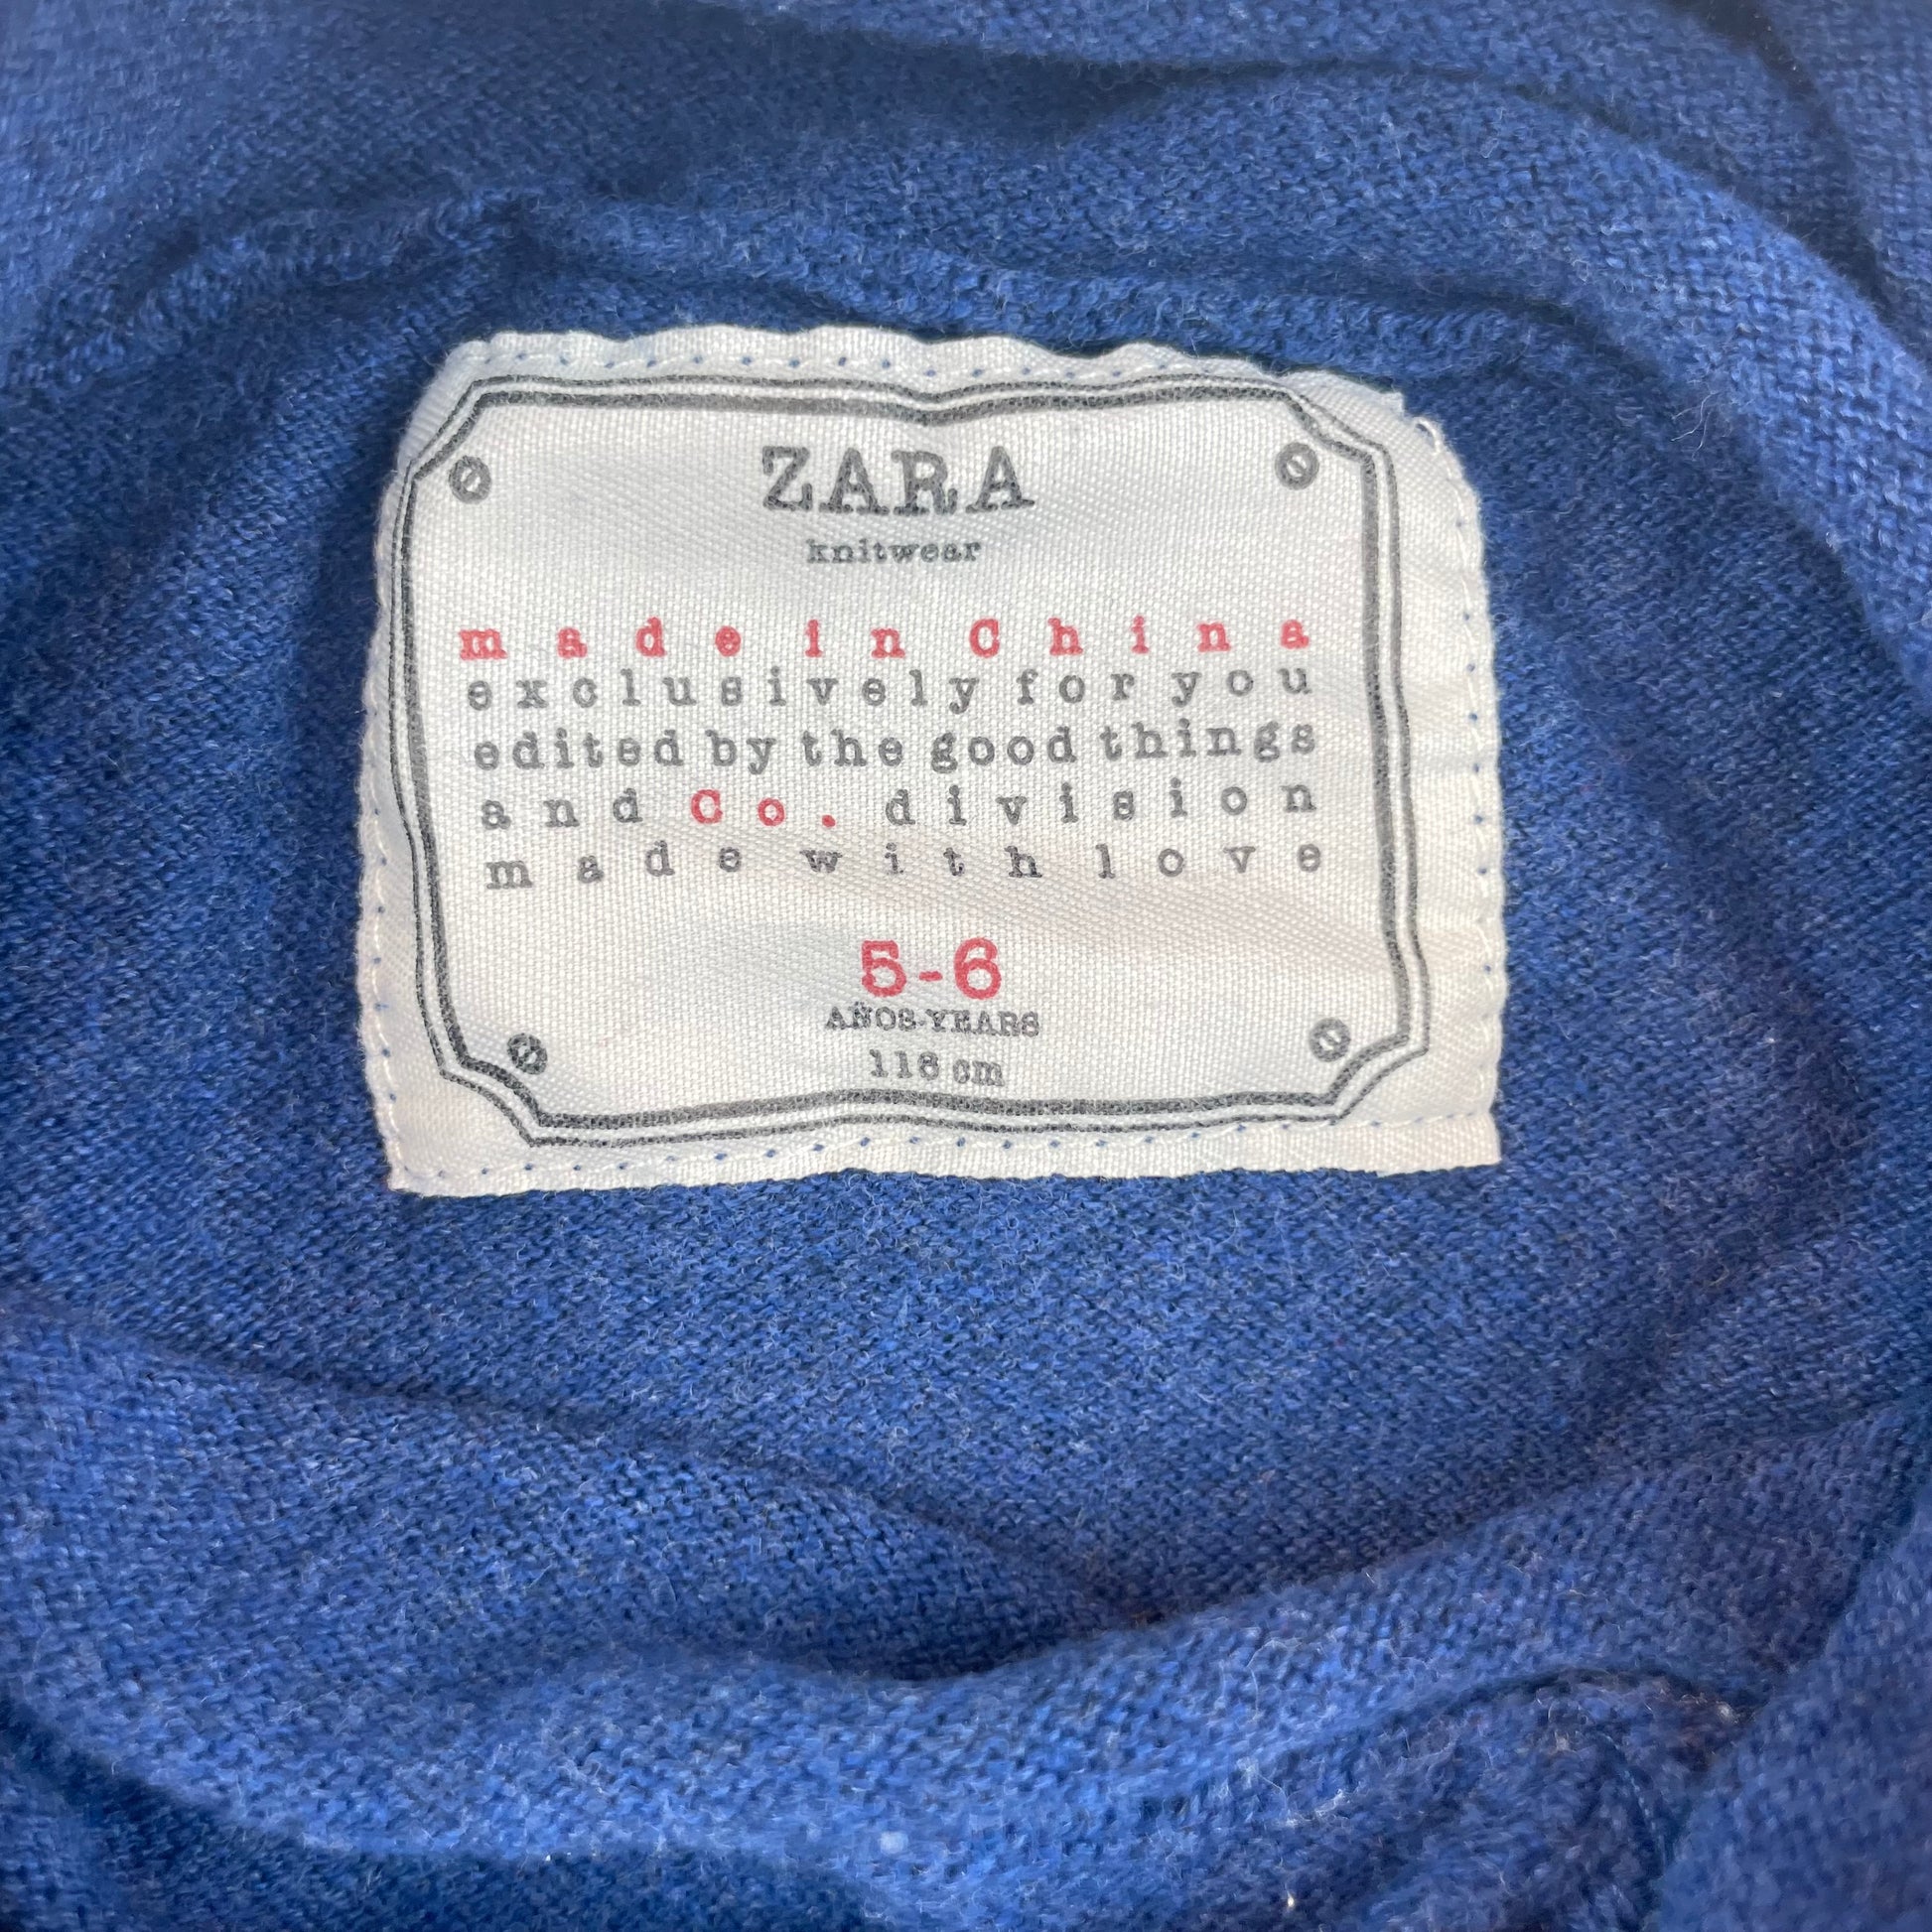 ZARA
knitwear
made in China
exclusively for you
edited by the good things
and Co. division
made with love
5-6
AÑOS-YEARS
118 cm